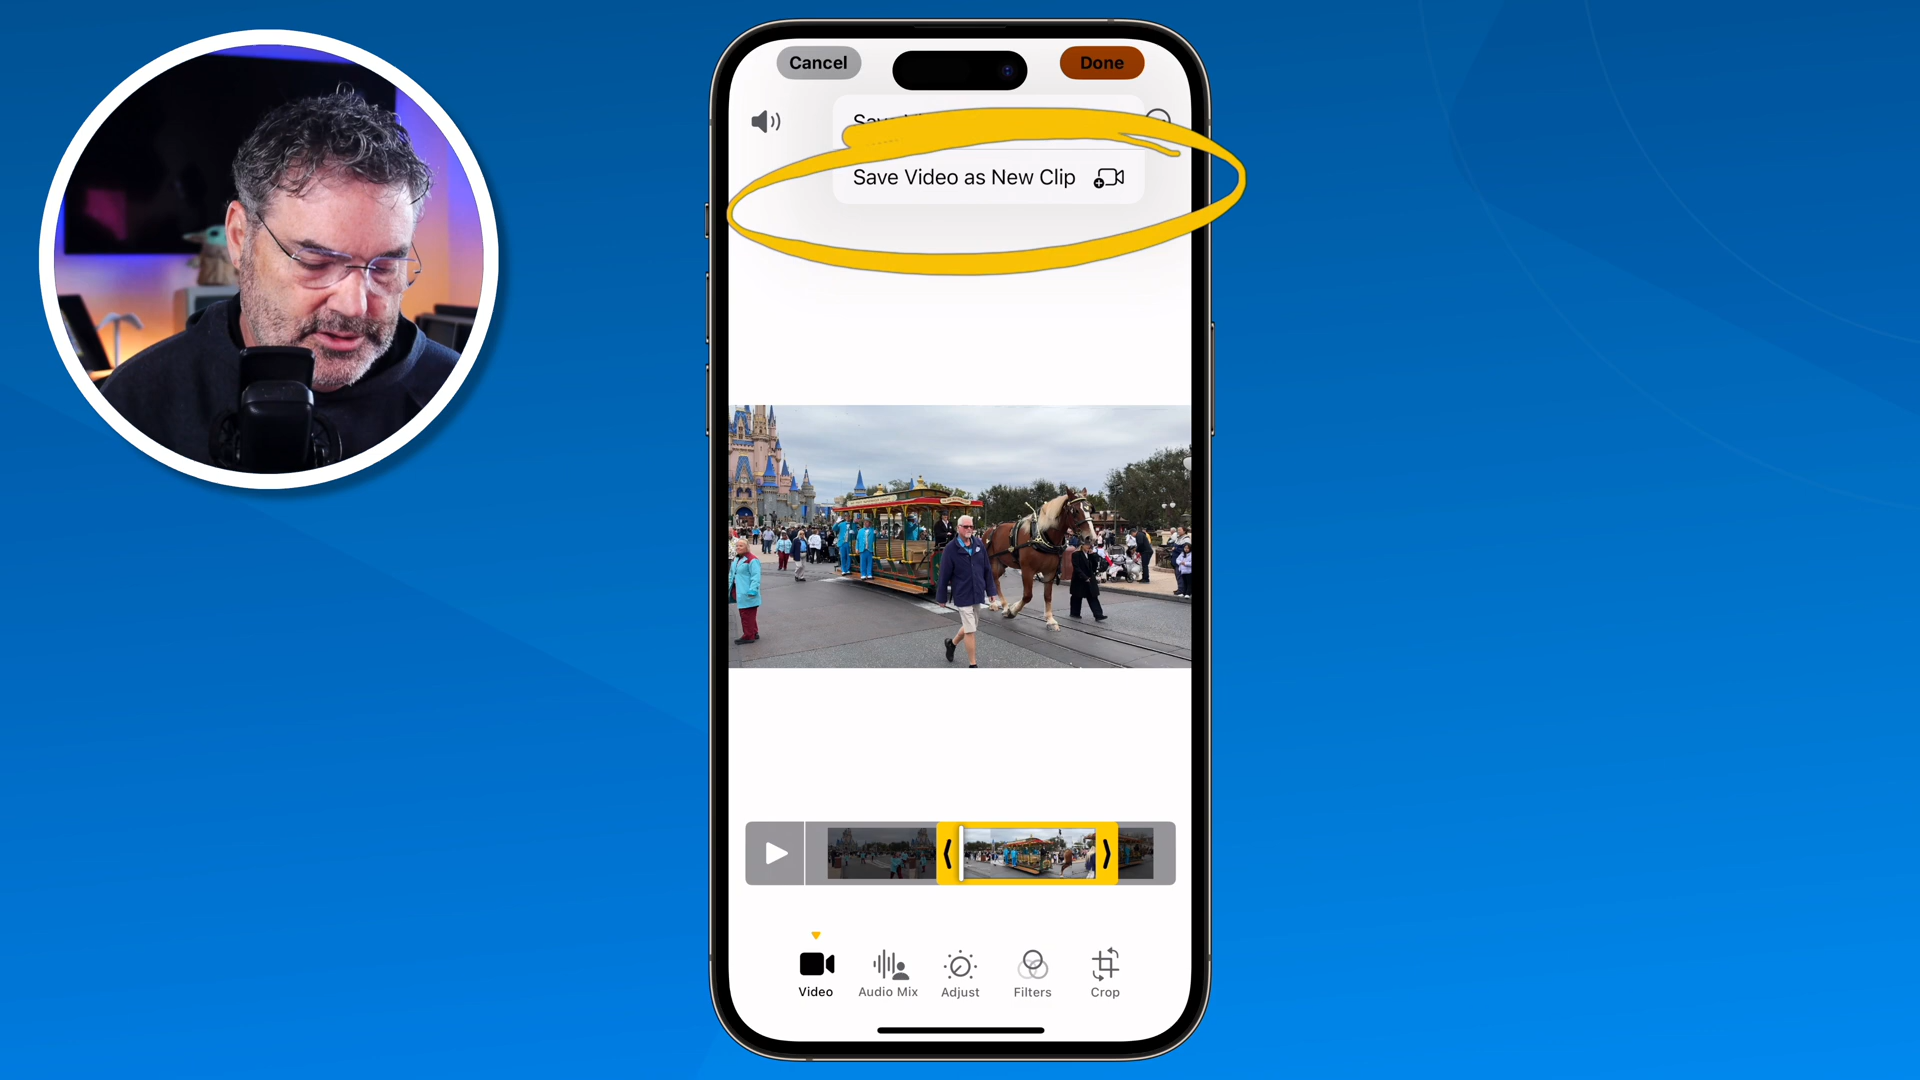 Cancel
Done
Save Video as New Clip
Video
Audio Mix
Adjust
Filters
Crop